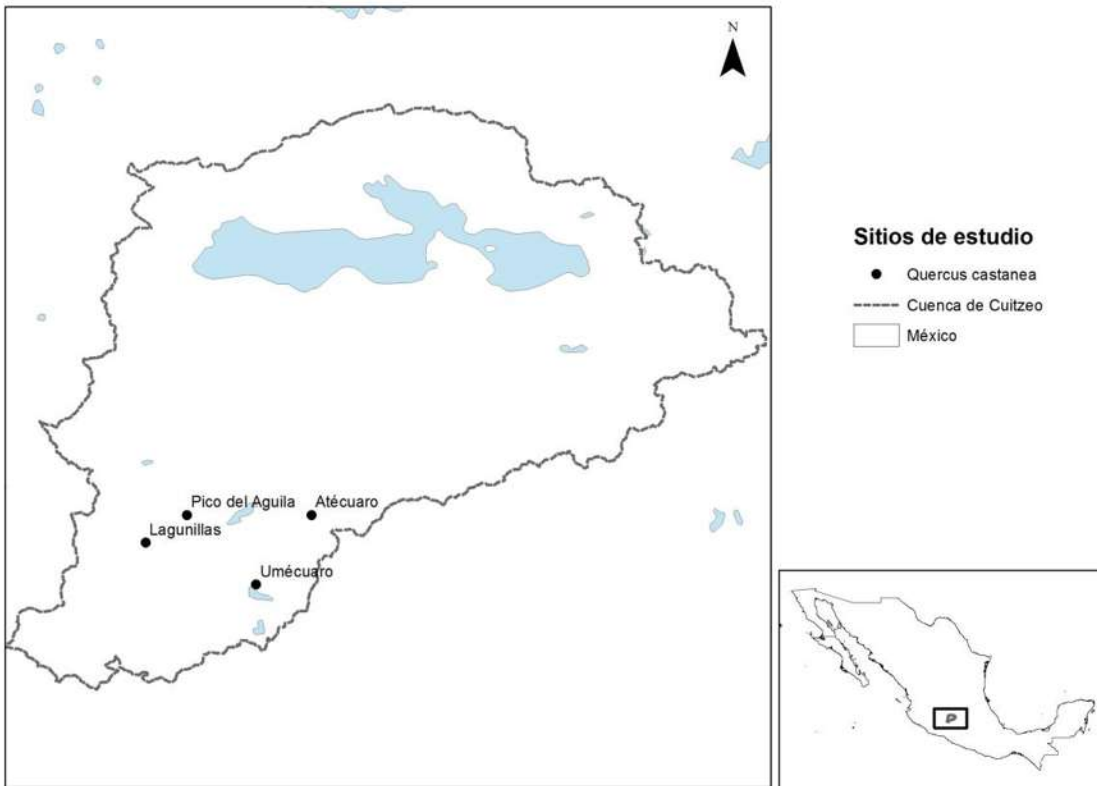 N
Sitios de estudio
Quercus castanea
Cuenca de Cuitzeo
México
Pico del Aguila
Atécuaro
Lagunillas
Umécuaro